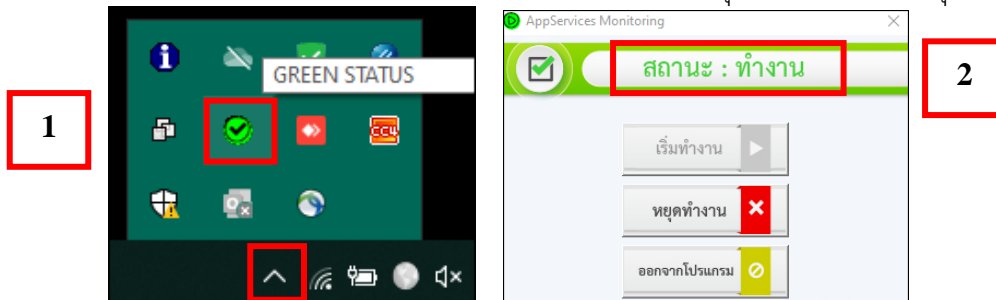 1
GREEN STATUS
CC4
AppServices Monitoring
สถานะ : ทำงาน
เริ่มทำงาน
หยุดทำงาน
ออกจากโปรแกรม
2